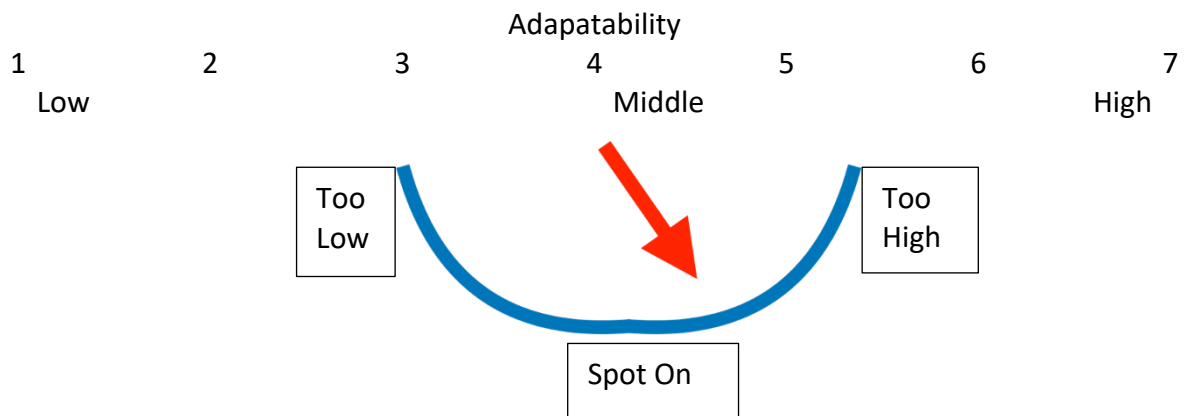 Adapatability
1 2 3 4 5 6 7
Low Middle High
Too Too
Low High
Spot On